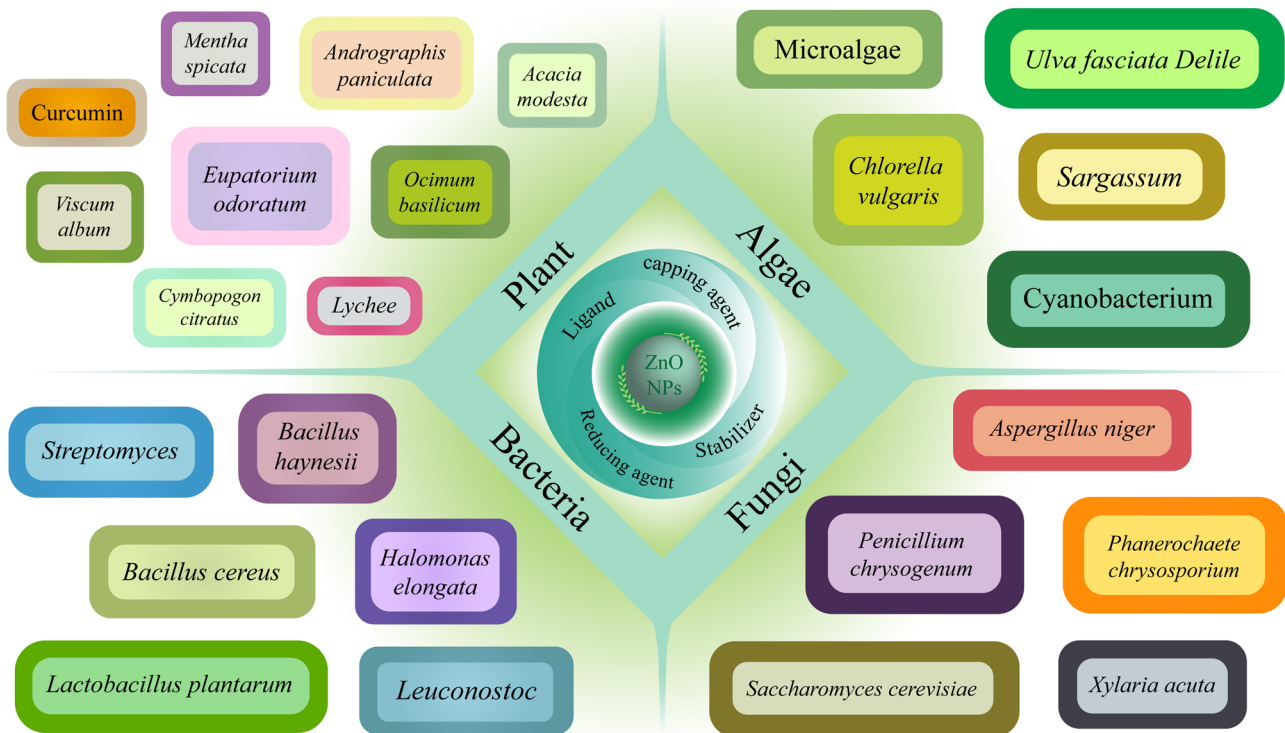 Mentha
spicata
Andrographis
paniculata
Acacia
modesta
Curcumin
Eupatorium
odoratum
Ocimum
basilicum
Viscum
album
Cymbopogon
citratus
Lychee
Plant
Microalgae
Ulva fasciata Delile
Chlorella
vulgaris
Sargassum
Cyanobacterium
Algae
Ligand
capping agent
ZnO
NPs
Reducing agent
Stabilizer
Bacteria
Streptomyces
Bacillus
haynesii
Bacillus cereus
Halomonas
elongata
Lactobacillus plantarum
Leuconostoc
Fungi
Aspergillus niger
Penicillium
chrysogenum
Phanerochaete
chrysosporium
Saccharomyces cerevisiae
Xylaria acuta